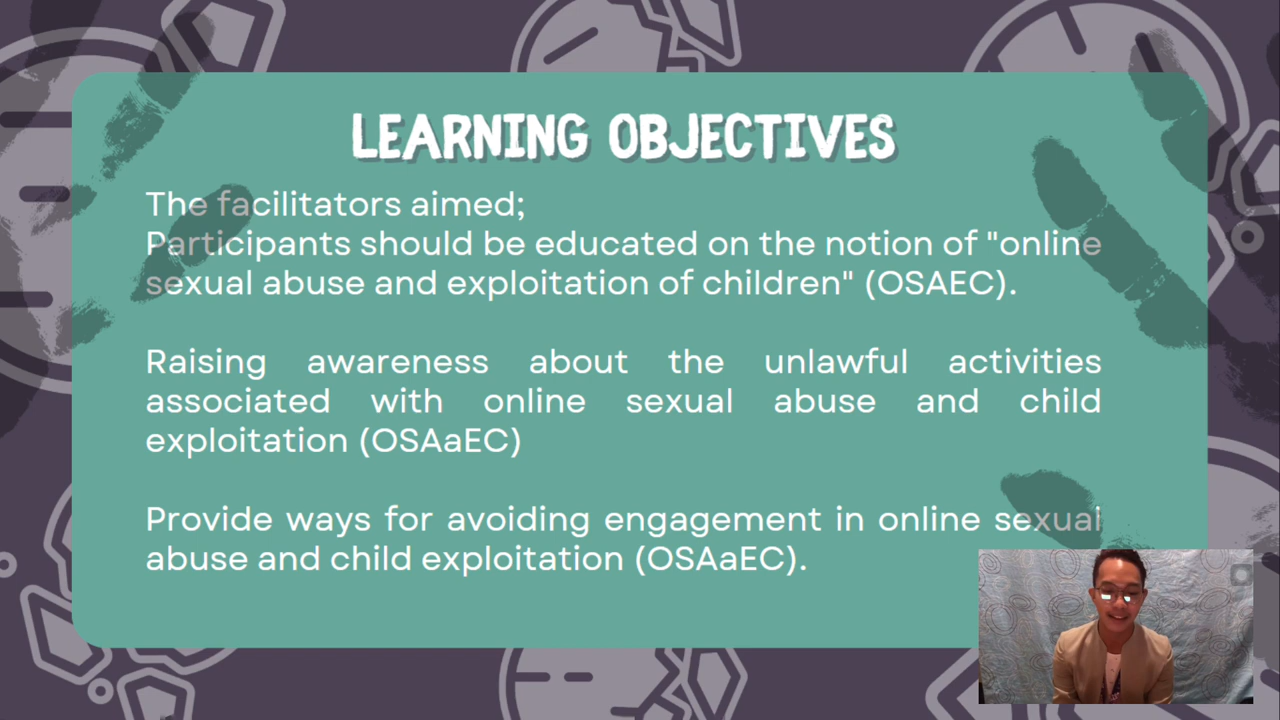 LEARNING OBJECTIVES
The facilitators aimed;
Participants should be educated on the notion of "online
sexual abuse and exploitation of children" (OSAEC).
Raising awareness about the unlawful activities
associated with online sexual abuse and child
exploitation (OSAaEC)
Provide ways for avoiding engagement in online sexual
abuse and child exploitation (OSAaEC).